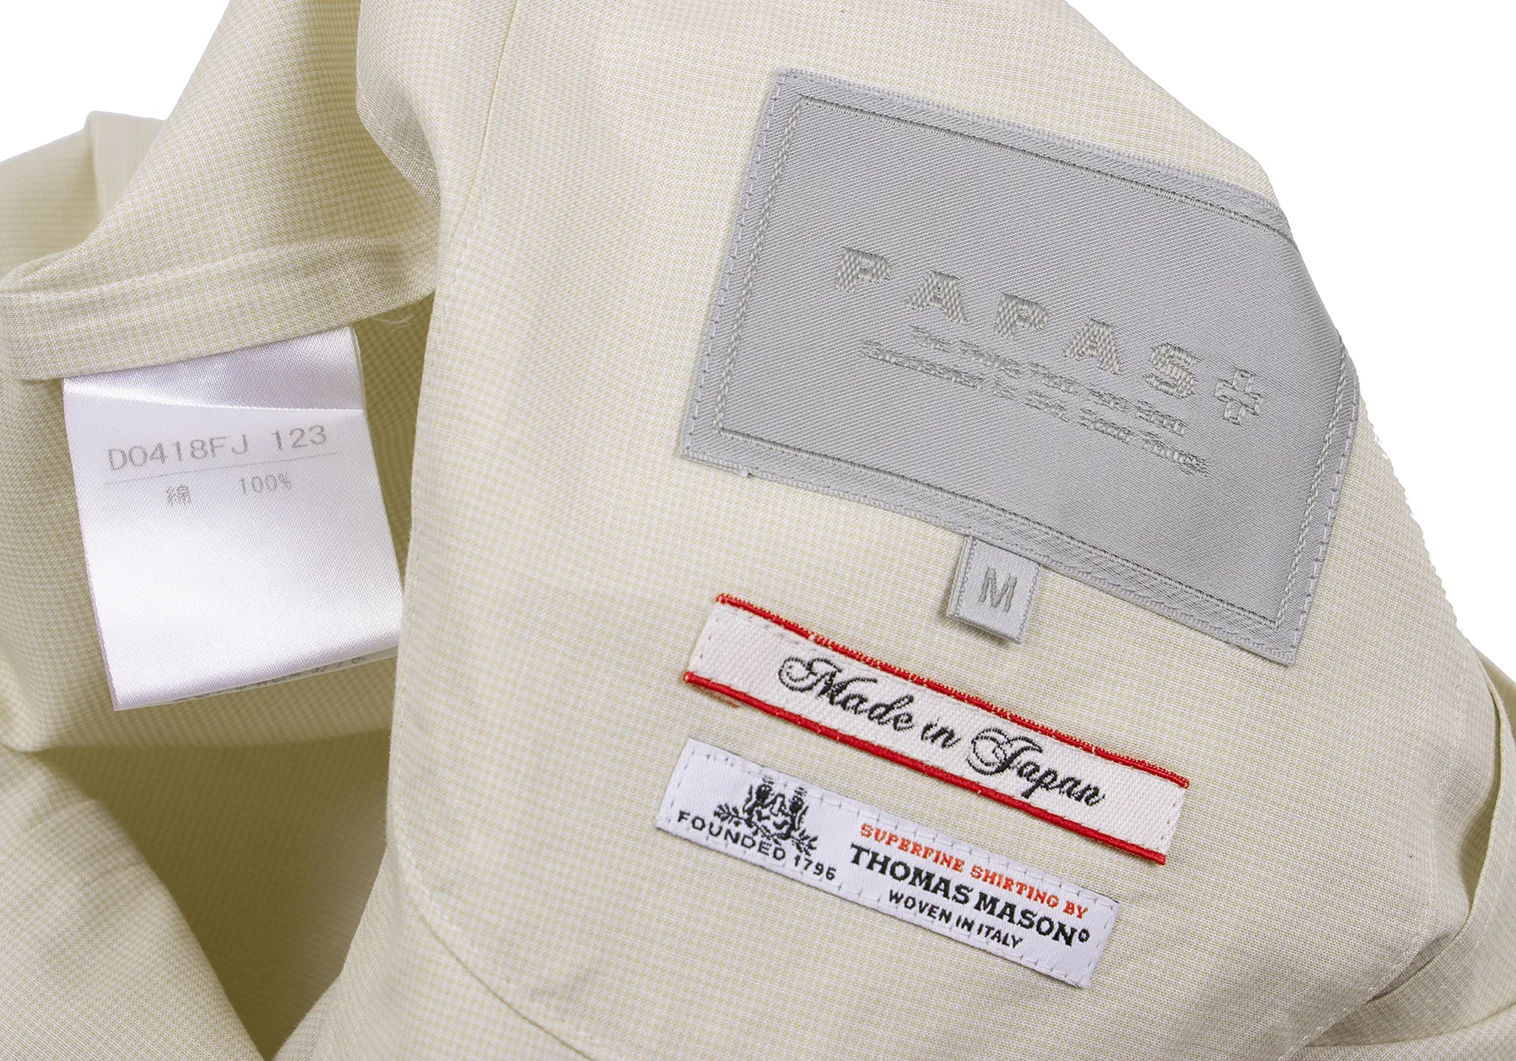 PAPAS+
M
Made in Japan
FOUNDED 1796
SUPERFINE SHIRTING BY
THOMAS MASON®
WOVEN IN ITALY
D0418FJ 123
綿 100%